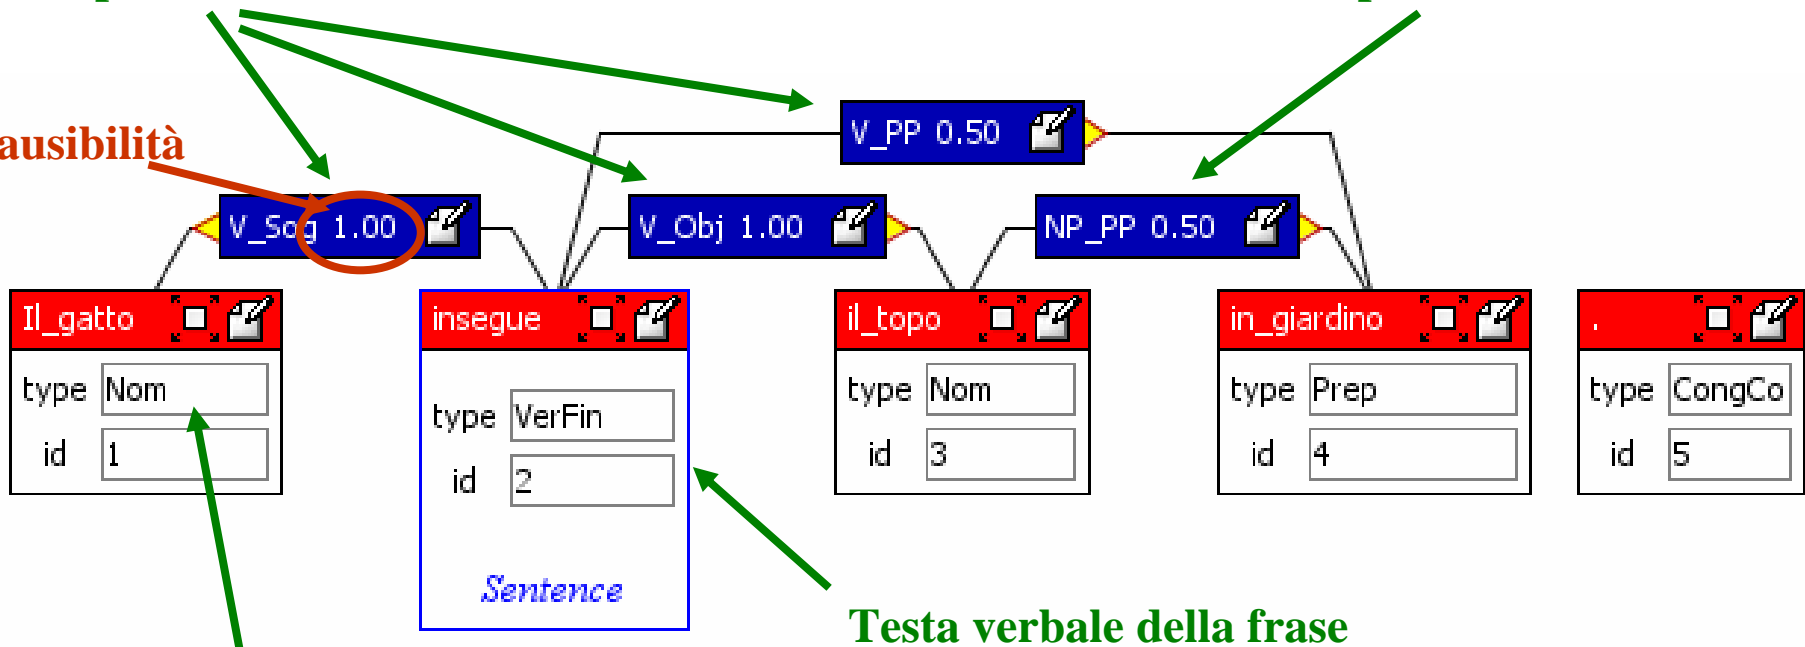 V_PP 0.50
ausibilità
V_Sog 1.00
V_Obj 1.00
NP_PP 0.50
Il_gatto
insegue
il_topo
in_giardino
.
type Nom
type VerFin
type Nom
type Prep
type CongCo
id 1
id 2
id 3
id 4
id 5
Sentence
Testa verbale della frase